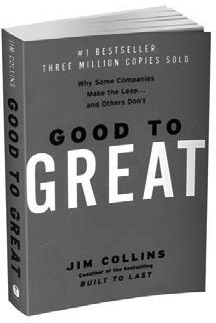 JIM COLLINS
GOOD TO GREAT
#1 BESTSELLER
THREE MILLION COPIES SOLD
Why Some Companies
Make the Leap...
and Others Don't
GOOD TO
GREAT
JIM COLLINS
Coauthor of the bestselling
BUILT TO LAST